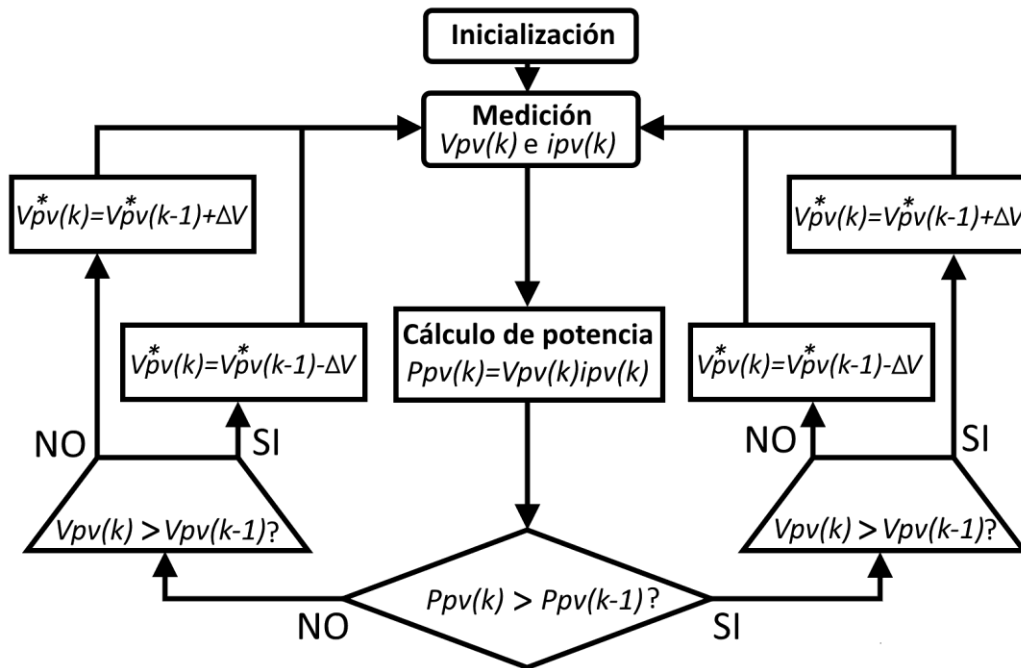 Inicialización
Medición
Vpv(k) e ipv(k)
V*pv(k)=V*pv(k-1)+ΔV
V*pv(k)=V*pv(k-1)+ΔV
Cálculo de potencia
Ppv(k)=Vpv(k)ipv(k)
V*pv(k)=V*pv(k-1)-ΔV
V*pv(k)=V*pv(k-1)-ΔV
NO
SI
NO
SI
Vpv(k) > Vpv(k-1)?
Vpv(k) > Vpv(k-1)?
Ppv(k) > Ppv(k-1)?
NO
SI